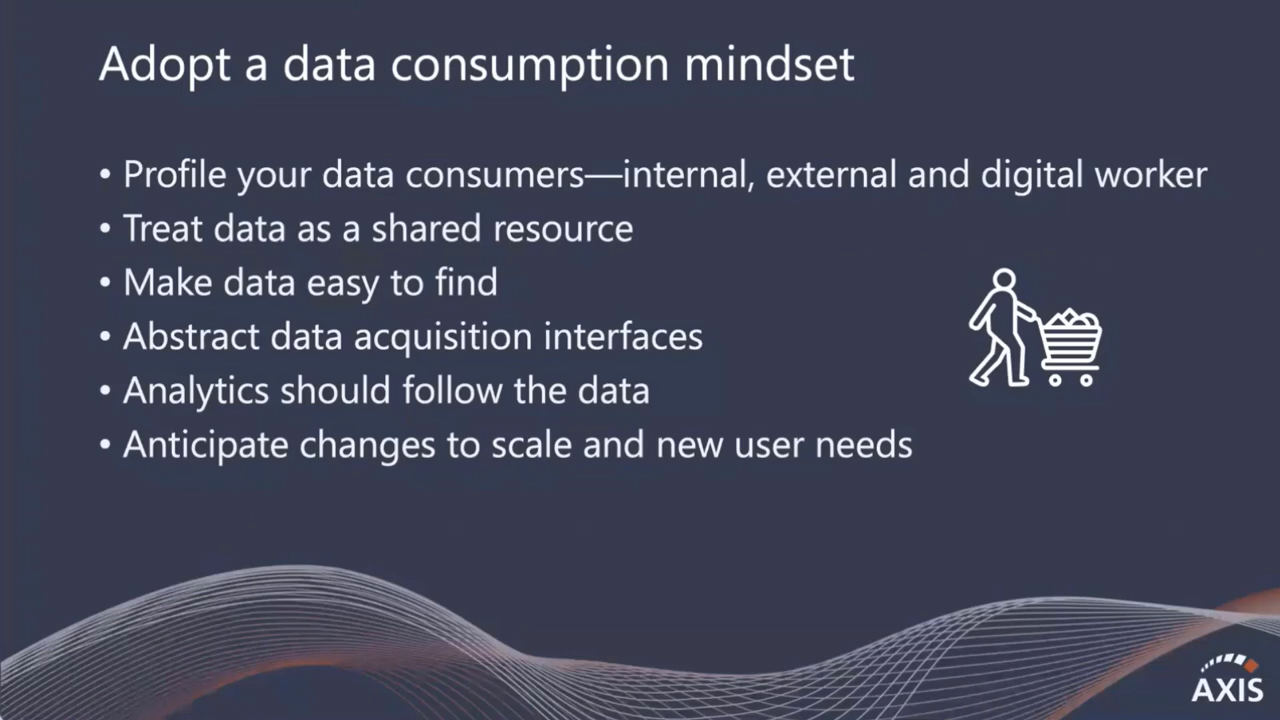 Adopt a data consumption mindset
• Profile your data consumers—internal, external and digital worker
• Treat data as a shared resource
• Make data easy to find
• Abstract data acquisition interfaces
• Analytics should follow the data
• Anticipate changes to scale and new user needs
AXIS